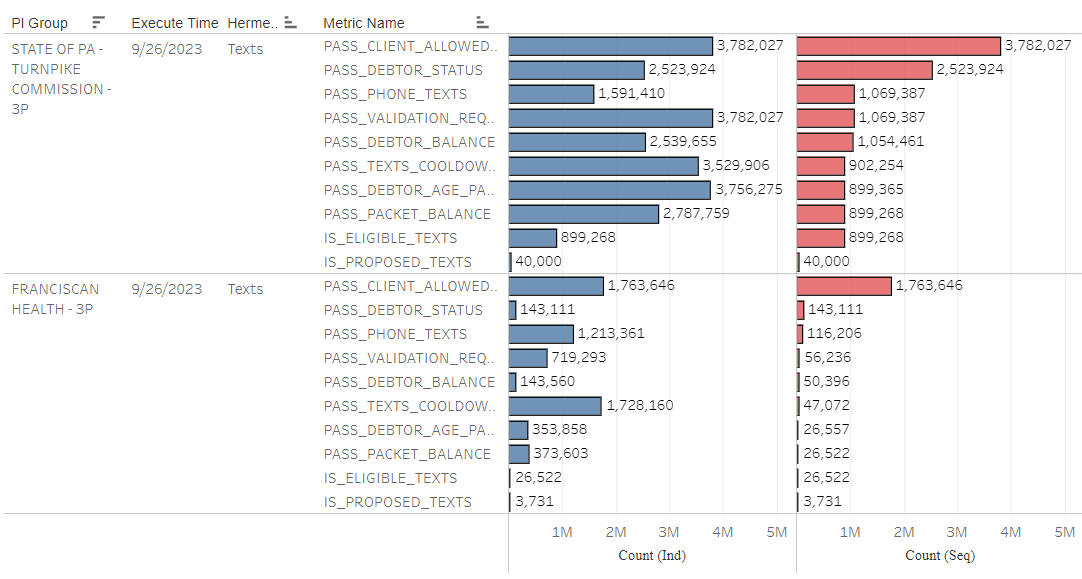 PI Group Execute Time Herme.. Metric Name
STATE OF PA - 9/26/2023 Texts PASS_CLIENT_ALLOWED.. 3,782,027 3,782,027
TURNPIKE PASS_DEBTOR_STATUS 2,523,924 2,523,924
COMMISSION - PASS_PHONE_TEXTS 1,591,410 1,069,387
3P PASS_VALIDATION_REQ.. 3,782,027 1,069,387
PASS_DEBTOR_BALANCE 2,539,655 1,054,461
PASS_TEXTS_COOLDOW.. 3,529,906 902,254
PASS_DEBTOR_AGE_PA.. 3,756,275 899,365
PASS_PACKET_BALANCE 2,787,759 899,268
IS_ELIGIBLE_TEXTS 899,268 899,268
IS_PROPOSED_TEXTS 40,000 40,000
FRANCISCAN 9/26/2023 Texts PASS_CLIENT_ALLOWED.. 1,763,646 1,763,646
HEALTH - 3P PASS_DEBTOR_STATUS 143,111 143,111
PASS_PHONE_TEXTS 1,213,361 116,206
PASS_VALIDATION_REQ.. 719,293 56,236
PASS_DEBTOR_BALANCE 143,560 50,396
PASS_TEXTS_COOLDOW.. 1,728,160 47,072
PASS_DEBTOR_AGE_PA.. 353,858 26,557
PASS_PACKET_BALANCE 373,603 26,522
IS_ELIGIBLE_TEXTS 26,522 26,522
IS_PROPOSED_TEXTS 3,731 3,731
1M 2M 3M 4M 5M 1M 2M 3M 4M 5M
Count (Ind) Count (Seq)